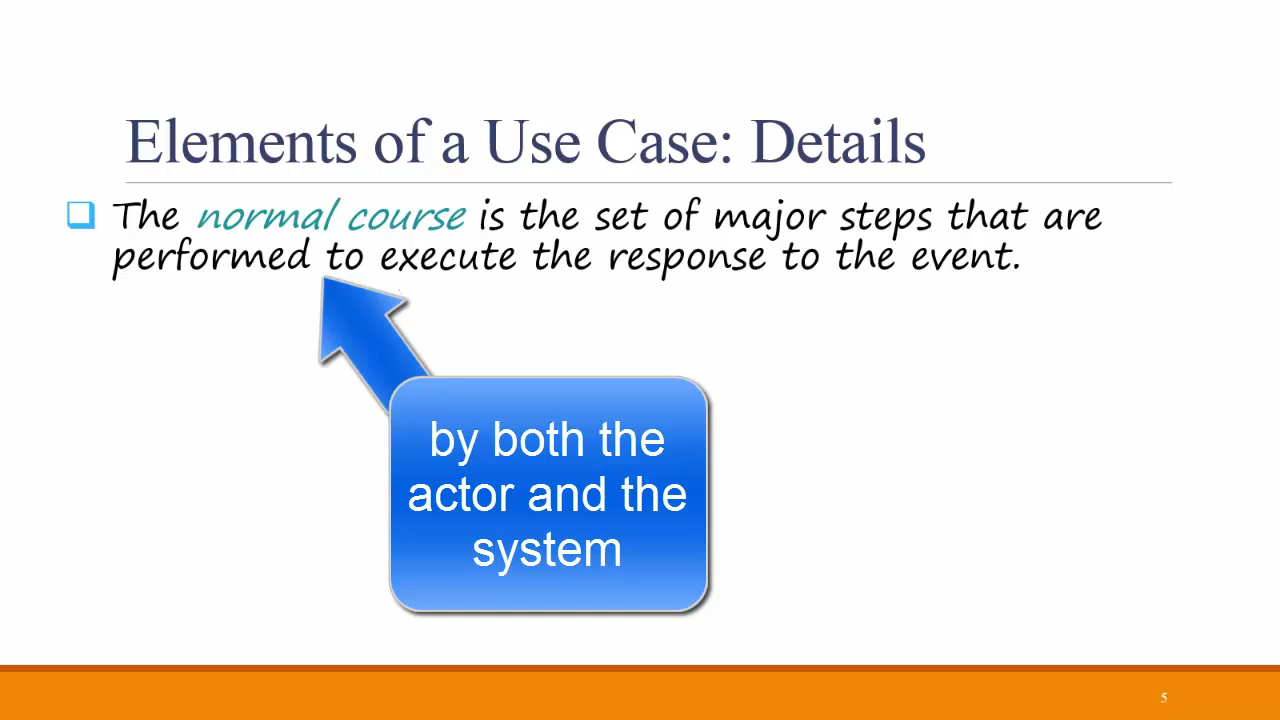 Elements of a Use Case: Details
The normal course is the set of major steps that are
performed to execute the response to the event.
by both the
actor and the
system
5